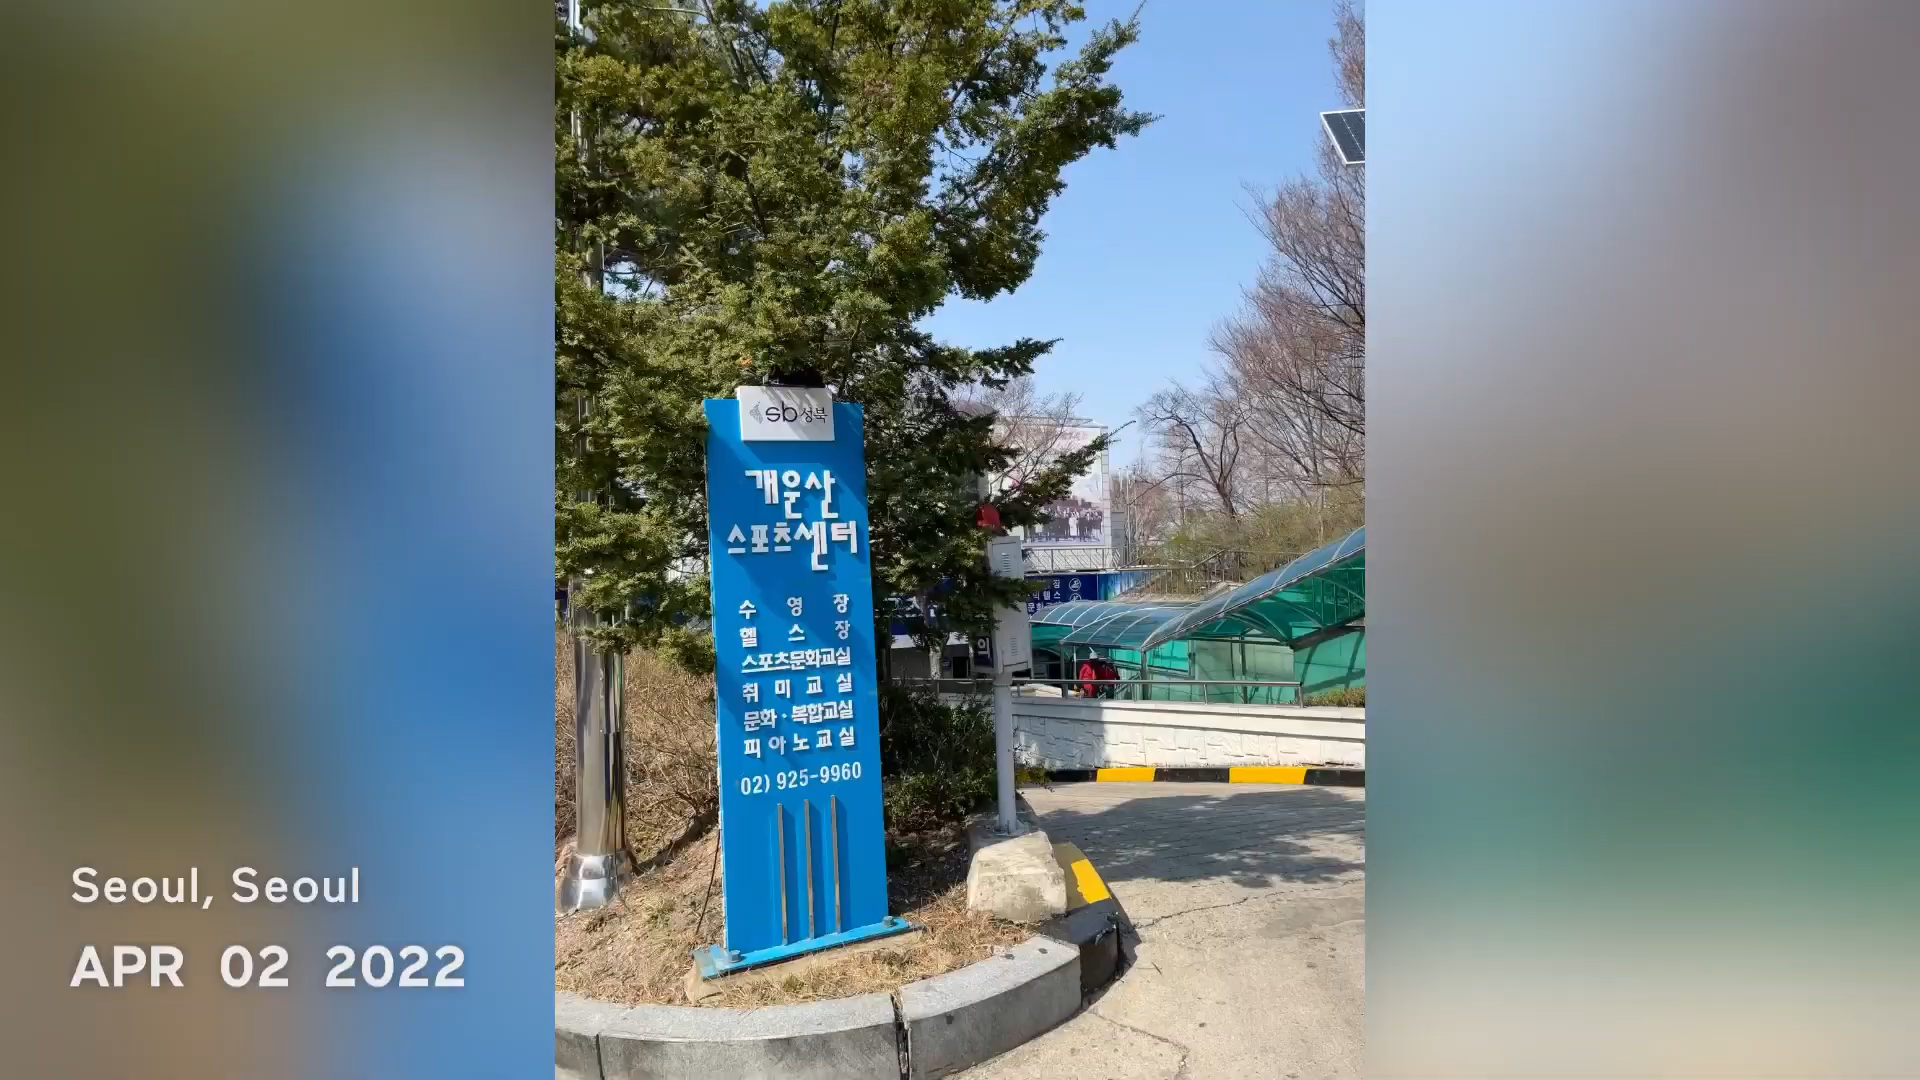 sb성북
개운산
스포츠센터
수영장
헬스장
스포츠문화교실
취미교실
문화·복합교실
피아노교실
02) 925-9960
의
Seoul, Seoul
APR 02 2022